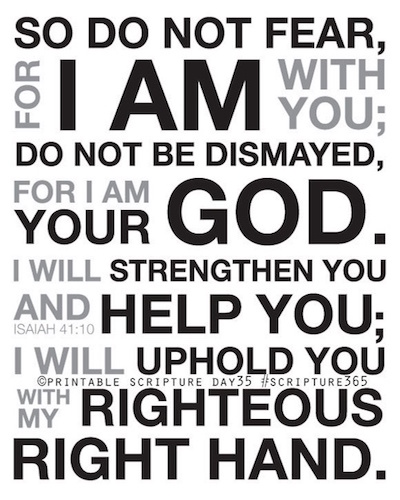 SO DO NOT FEAR,
FOR I AM WITH YOU;
DO NOT BE DISMAYED,
FOR I AM
YOUR GOD.
I WILL STRENGTHEN YOU
AND HELP YOU;
ISAIAH 41:10
I WILL UPHOLD YOU
©PRINTABLE SCRIPTURE DAY35 #SCRIPTURE365
WITH MY RIGHTEOUS
RIGHT HAND.